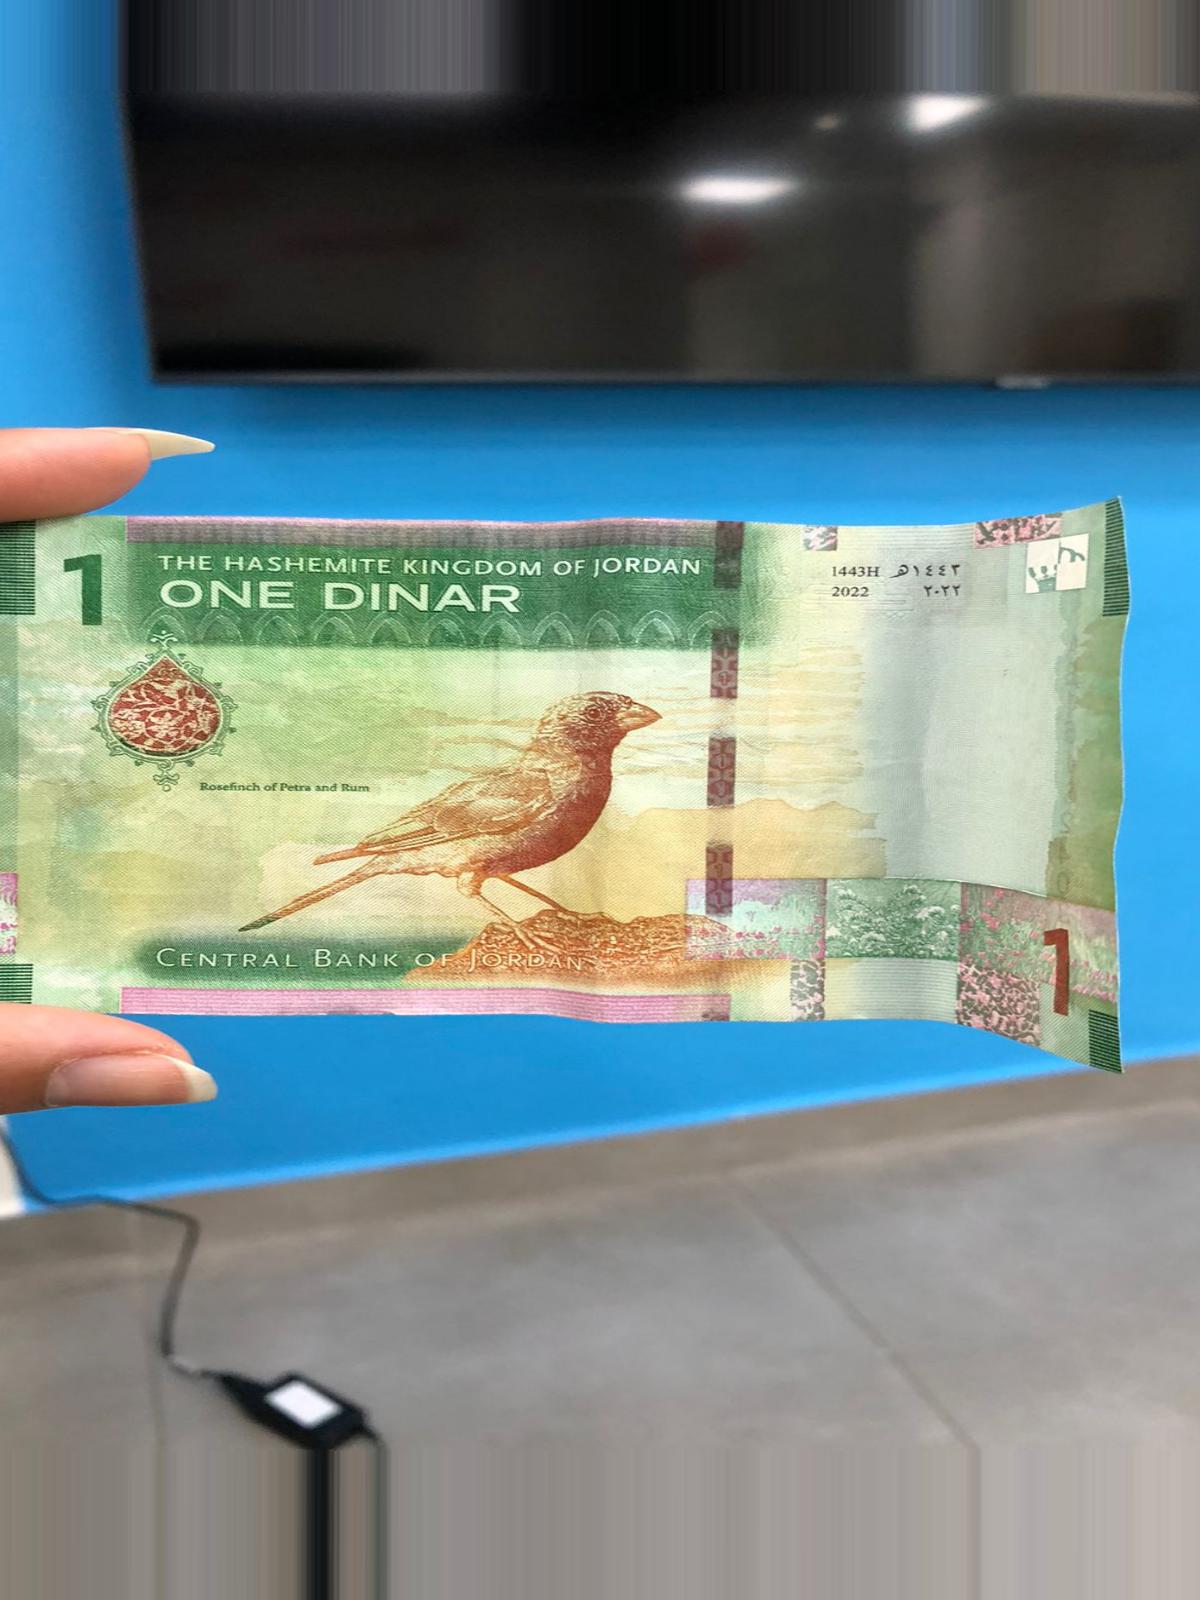 1
THE HASHEMITE KINGDOM OF JORDAN
ONE DINAR
1443H ١٤٤٣هـ
2022 ٢٠٢٢
Rosefinch of Petra and Rum
CENTRAL BANK OF JORDAN
1